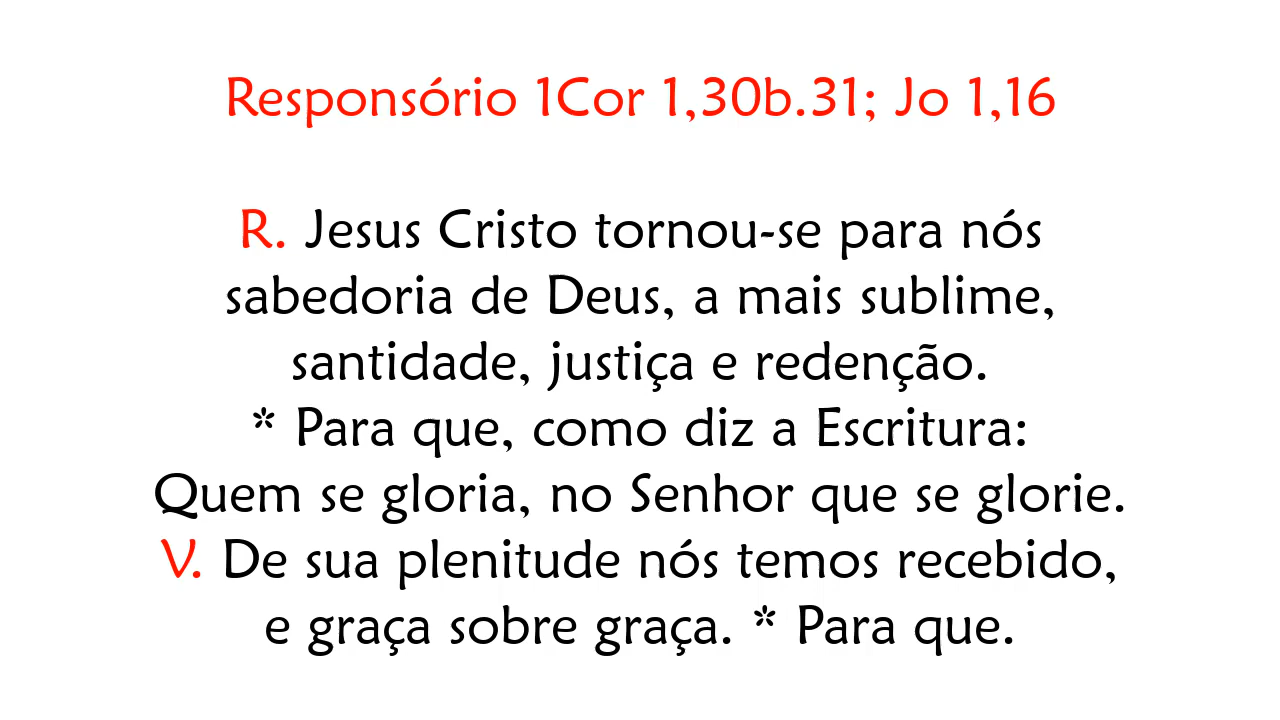 Responsório 1Cor 1,30b.31; Jo 1,16
R. Jesus Cristo tornou-se para nós
sabedoria de Deus, a mais sublime,
santidade, justiça e redenção.
* Para que, como diz a Escritura:
Quem se gloria, no Senhor que se glorie.
V. De sua plenitude nós temos recebido,
e graça sobre graça. * Para que.